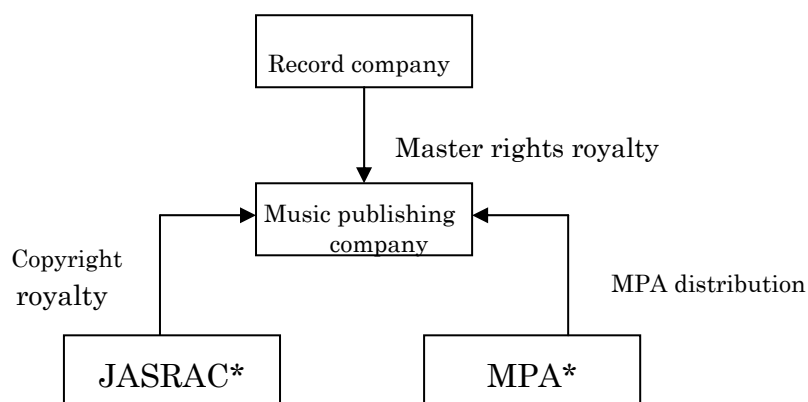 Record company
Master rights royalty
Music publishing
company
Copyright
royalty
MPA distribution
JASRAC*
MPA*